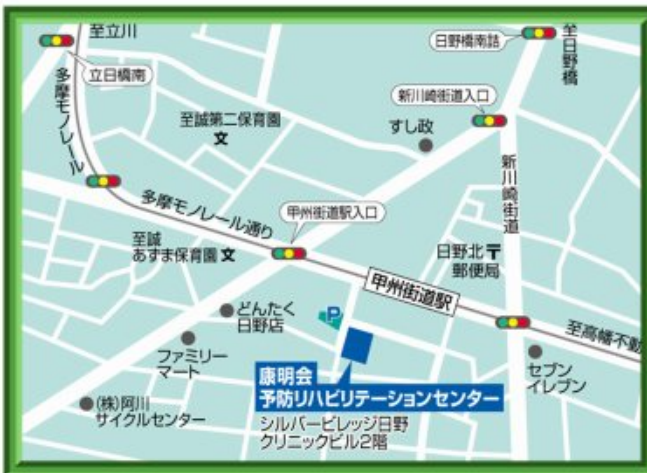 至立川
立日橋南
多摩モノレール
日野橋南詰
至日野橋
新川崎街道入口
至誠第二保育園
文
すし政
新川崎街道
多摩モノレール通り
甲州街道駅入口
至誠
あずま保育園 文
日野北〒
郵便局
甲州街道駅
至高幡不動
どんたく
日野店
P
ファミリー
マート
セブン
イレブン
康明会
予防リハビリテーションセンター
(株)阿川
サイクルセンター
シルバービレッジ日野
クリニックビル2階